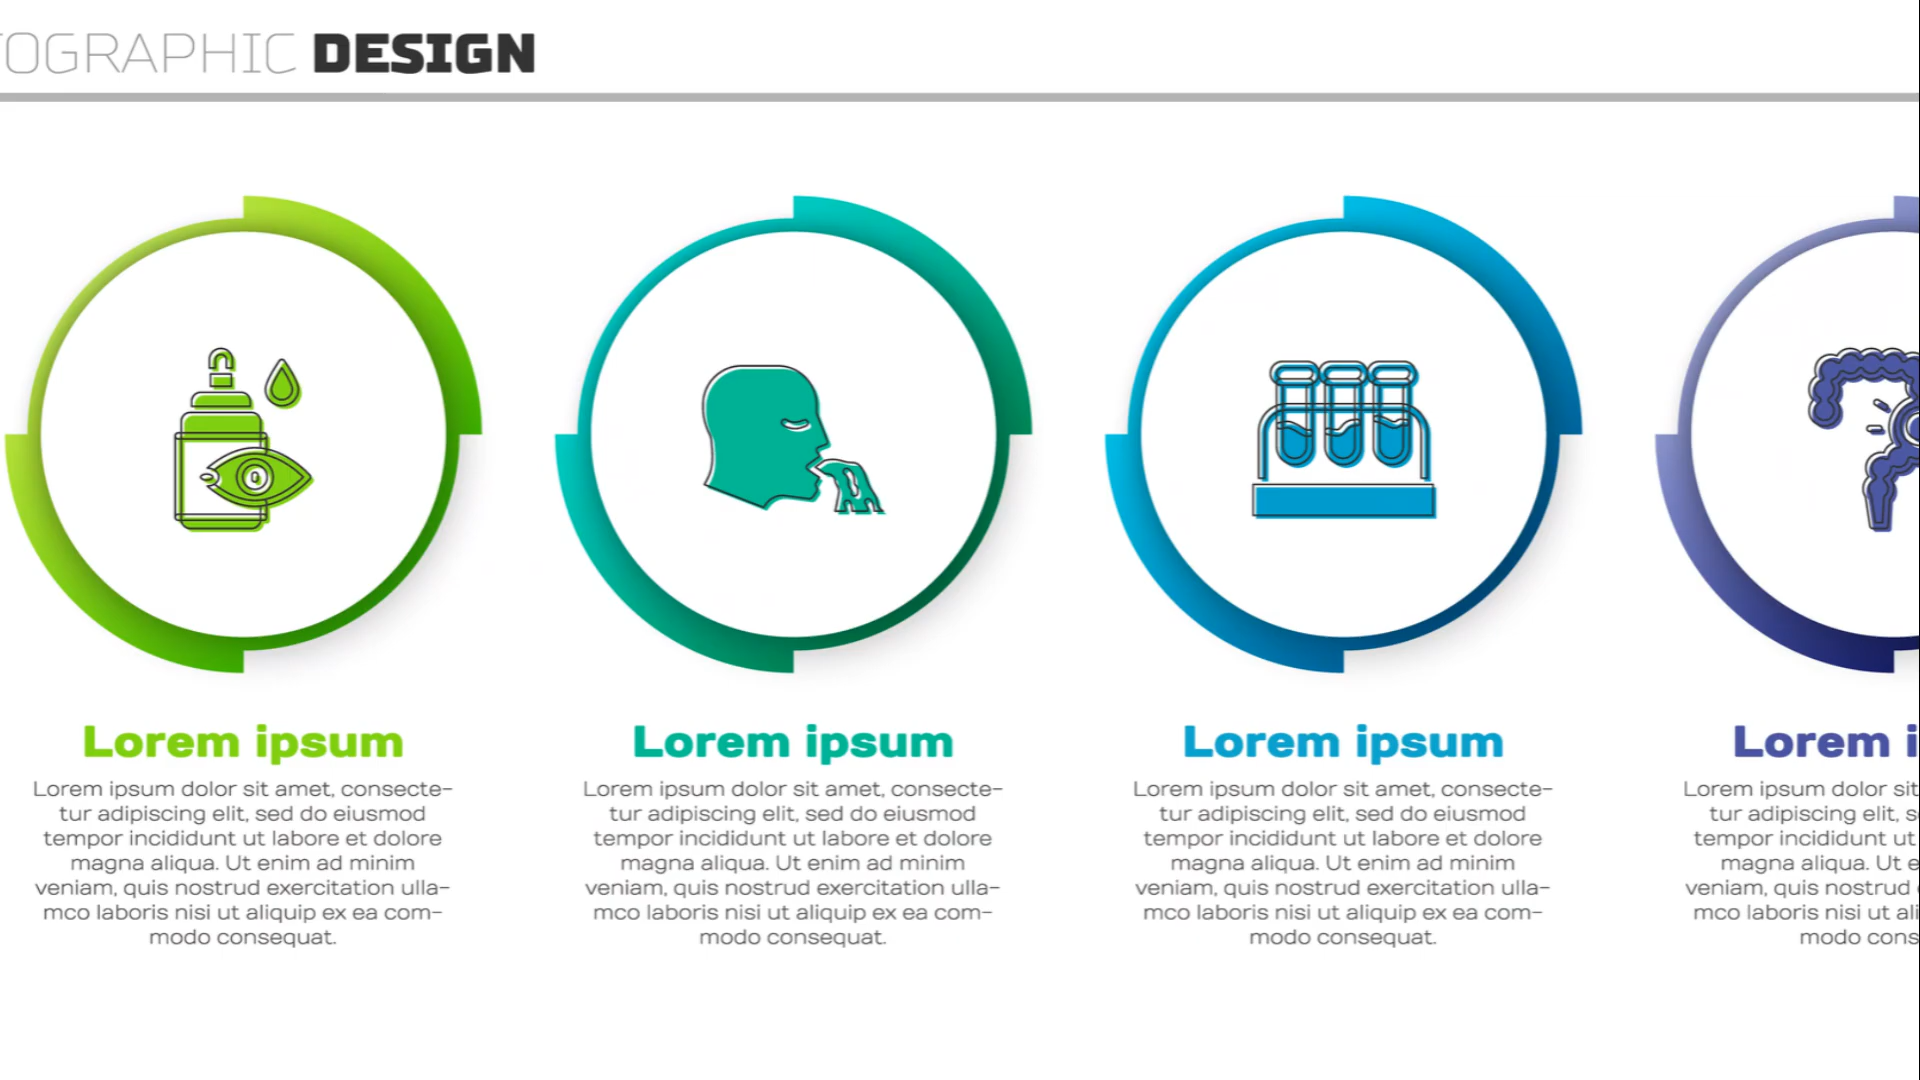 OGRAPHIC DESIGN
Lorem ipsum
Lorem ipsum dolor sit amet, consecte-
tur adipiscing elit, sed do eiusmod
tempor incididunt ut labore et dolore
magna aliqua. Ut enim ad minim
veniam, quis nostrud exercitation ulla-
mco laboris nisi ut aliquip ex ea com-
modo consequat.
Lorem ipsum
Lorem ipsum dolor sit amet, consecte-
tur adipiscing elit, sed do eiusmod
tempor incididunt ut labore et dolore
magna aliqua. Ut enim ad minim
veniam, quis nostrud exercitation ulla-
mco laboris nisi ut aliquip ex ea com-
modo consequat.
Lorem ipsum
Lorem ipsum dolor sit amet, consecte-
tur adipiscing elit, sed do eiusmod
tempor incididunt ut labore et dolore
magna aliqua. Ut enim ad minim
veniam, quis nostrud exercitation ulla-
mco laboris nisi ut aliquip ex ea com-
modo consequat.
Lorem i
Lorem ipsum dolor sit
tur adipiscing elit, s
tempor incididunt ut
magna aliqua. Ut e
veniam, quis nostrud
mco laboris nisi ut ali
modo cons